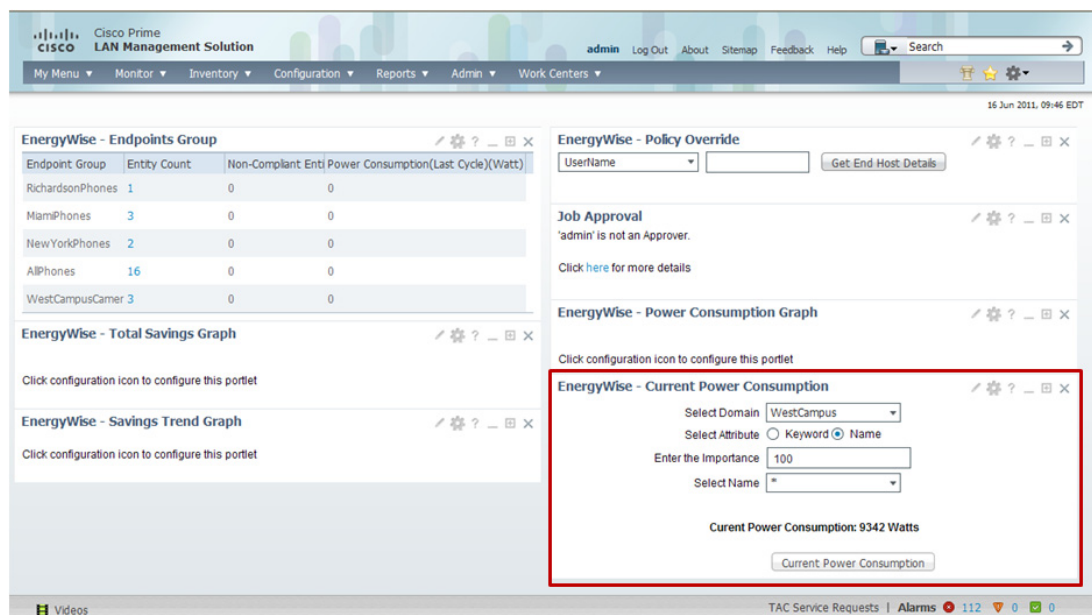 Cisco Prime
CISCO LAN Management Solution
admin Log Out About Sitemap Feedback Help Search
My Menu Monitor Inventory Configuration Reports Admin Work Centers
16 Jun 2011, 09:46 EDT
EnergyWise - Endpoints Group
Endpoint Group Entity Count Non-Compliant Enti Power Consumption(Last Cycle)(Watt)
RichardsonPhones 1 0 0
MiamiPhones 3 0 0
NewYorkPhones 2 0 0
AllPhones 16 0 0
WestCampusCamer 3 0 0
EnergyWise - Total Savings Graph
Click configuration icon to configure this portlet
EnergyWise - Savings Trend Graph
Click configuration icon to configure this portlet
EnergyWise - Policy Override
UserName Get End Host Details
Job Approval
'admin' is not an Approver.
Click here for more details
EnergyWise - Power Consumption Graph
Click configuration icon to configure this portlet
EnergyWise - Current Power Consumption
Select Domain WestCampus
Select Attribute Keyword Name
Enter the Importance 100
Select Name *
Curent Power Consumption: 9342 Watts
Current Power Consumption
Videos
TAC Service Requests | Alarms 112 0 0